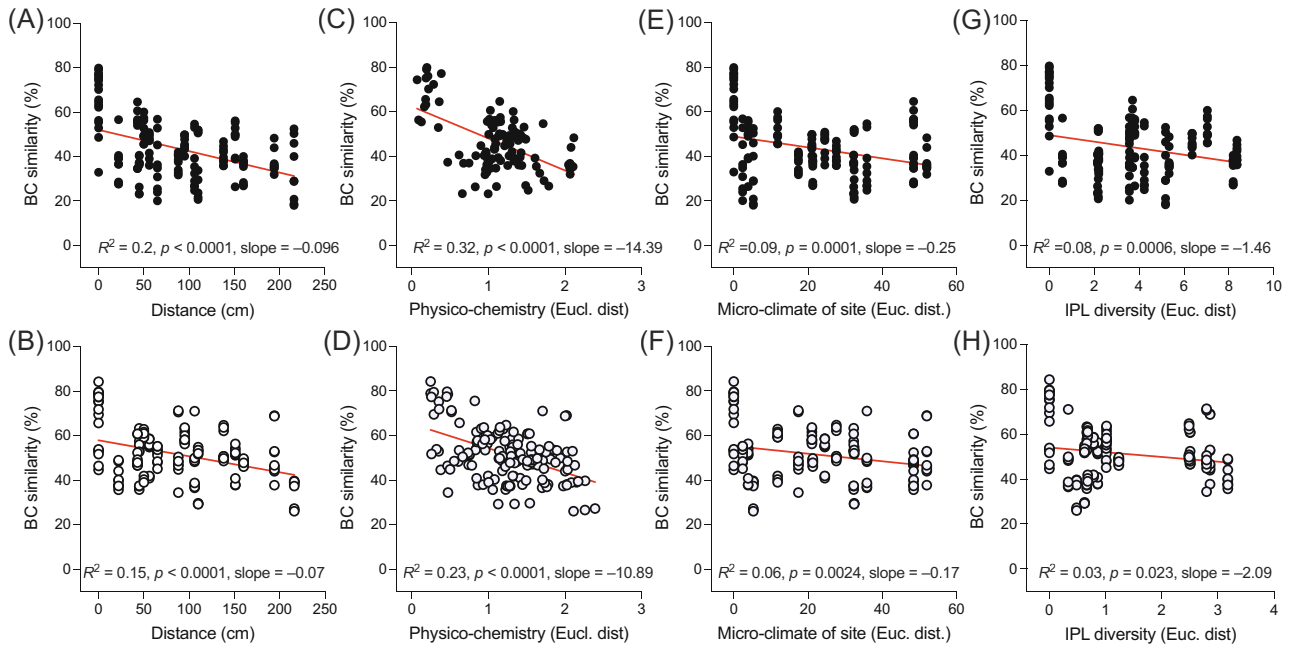 (A)
100
80
60
40
20
0
BC similarity (%)
R² = 0.2, p < 0.0001, slope = –0.096
0 50 100 150 200 250
Distance (cm)
(C)
100
80
60
40
20
0
BC similarity (%)
R² = 0.32, p < 0.0001, slope = –14.39
0 1 2 3
Physico-chemistry (Eucl. dist)
(E)
100
80
60
40
20
0
BC similarity (%)
R² =0.09, p = 0.0001, slope = –0.25
0 20 40 60
Micro-climate of site (Euc. dist.)
(G)
100
80
60
40
20
0
BC similarity (%)
R² = 0.08, p = 0.0006, slope = –1.46
0 2 4 6 8 10
IPL diversity (Euc. dist)
(B)
100
80
60
40
20
0
BC similarity (%)
R² = 0.15, p < 0.0001, slope = –0.07
0 50 100 150 200 250
Distance (cm)
(D)
100
80
60
40
20
0
BC similarity (%)
R² = 0.23, p < 0.0001, slope = –10.89
0 1 2 3
Physico-chemistry (Eucl. dist)
(F)
100
80
60
40
20
0
BC similarity (%)
R² = 0.06, p = 0.0024, slope = –0.17
0 20 40 60
Micro-climate of site (Euc. dist.)
(H)
100
80
60
40
20
0
BC similarity (%)
R² = 0.03, p = 0.023, slope = –2.09
0 1 2 3 4
IPL diversity (Euc. dist)